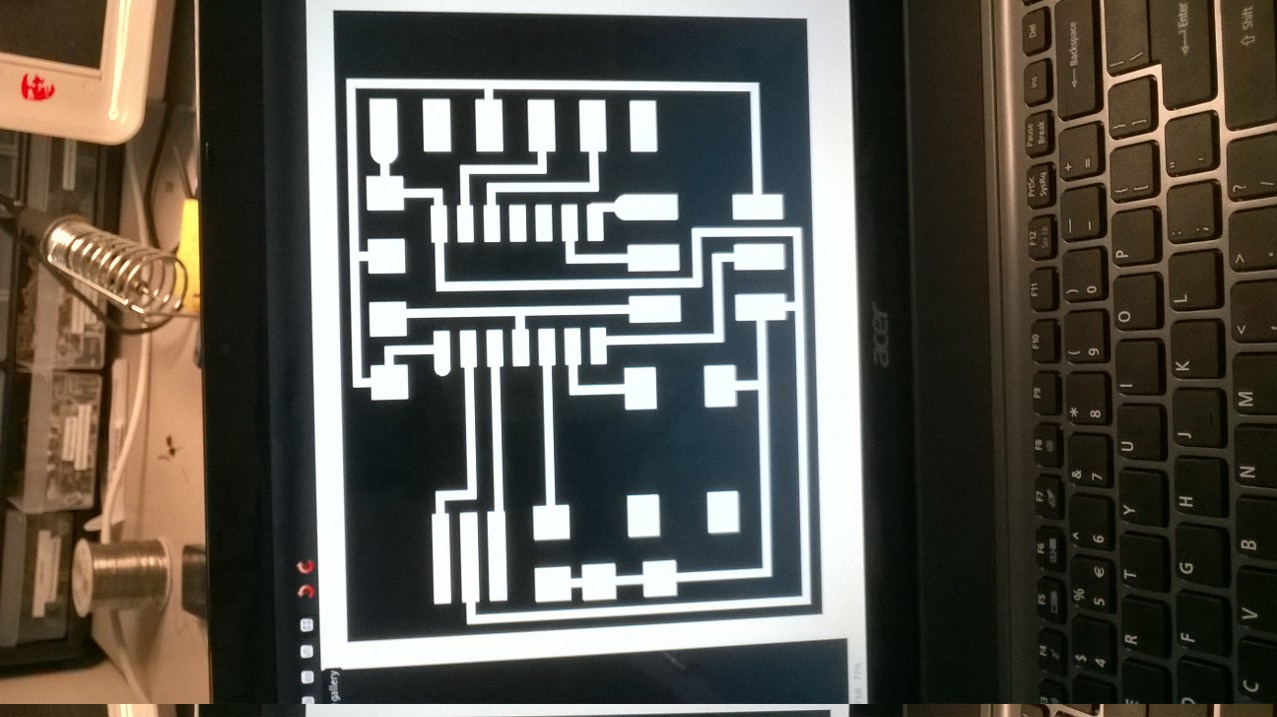 gallery
77%
acer
Del
Ins
Pause
Break
PrtSc
SysRq
F12
Scr Lk
F11
F10
F9
F8
F7
F6
F5
F4
← Backspace
+
=
_
-
)
0
(
9
*
8
&
7
^
6
%
5 €
$
4
|
\
}
]
{
[
P
O
I
U
Y
T
R
E
← Enter
"
'
:
;
L
K
J
H
G
F
D
⇧ Shift
?
/
>
.
<
,
M
N
B
V
C